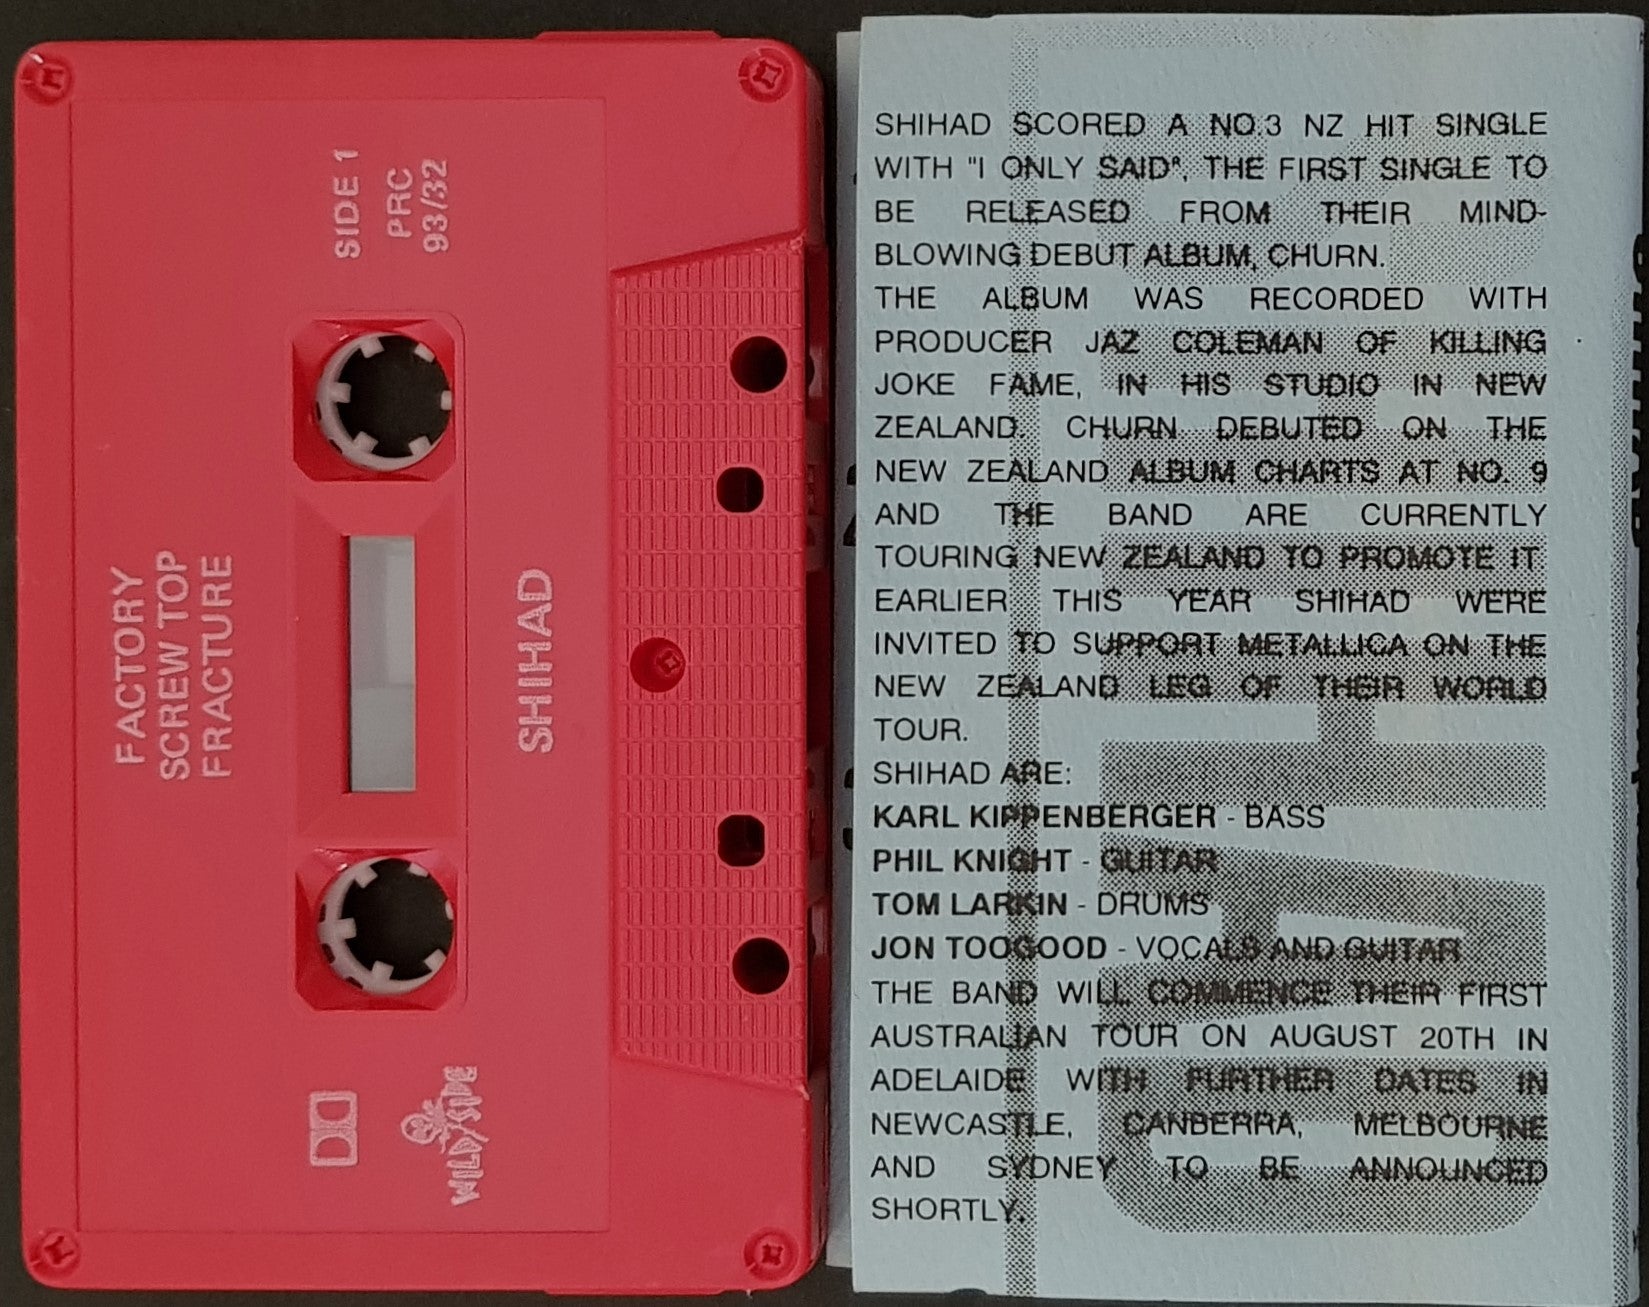 SIDE 1
PRC
93/32
FACTORY
SCREW TOP
FRACTURE
SHIHAD
WILDSIDE
SHIHAD SCORED A NO.3 NZ HIT SINGLE
WITH "I ONLY SAID", THE FIRST SINGLE TO
BE RELEASED FROM THEIR MIND-
BLOWING DEBUT ALBUM, CHURN.
THE ALBUM WAS RECORDED WITH
PRODUCER JAZ COLEMAN OF KILLING
JOKE FAME, IN HIS STUDIO IN NEW
ZEALAND. CHURN DEBUTED ON THE
NEW ZEALAND ALBUM CHARTS AT NO. 9
AND THE BAND ARE CURRENTLY
TOURING NEW ZEALAND TO PROMOTE IT.
EARLIER THIS YEAR SHIHAD WERE
INVITED TO SUPPORT METALLICA ON THE
NEW ZEALAND LEG OF THEIR WORLD
TOUR.
SHIHAD ARE:
KARL KIPPENBERGER - BASS
PHIL KNIGHT - GUITAR
TOM LARKIN - DRUMS
JON TOOGOOD - VOCALS AND GUITAR
THE BAND WILL COMMENCE THEIR FIRST
AUSTRALIAN TOUR ON AUGUST 20TH IN
ADELAIDE WITH FURTHER DATES IN
NEWCASTLE, CANBERRA, MELBOURNE
AND SYDNEY TO BE ANNOUNCED
SHORTLY.